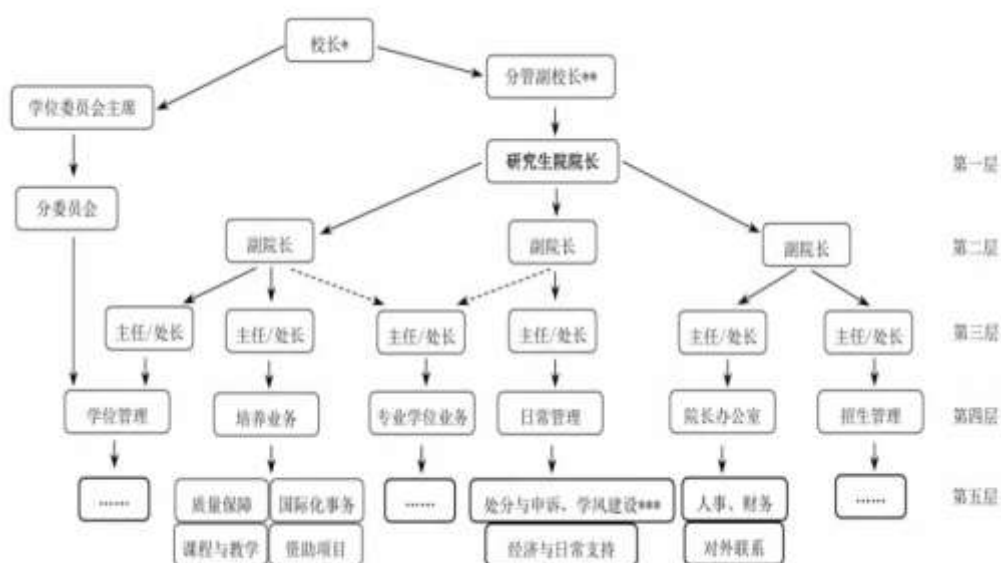 校长*
分管副校长**
学位委员会主席
研究生院院长
第一层
分委员会
副院长
副院长
副院长
第二层
主任/处长
主任/处长
主任/处长
主任/处长
主任/处长
主任/处长
第三层
学位管理
培养业务
专业学位业务
日常管理
院长办公室
招生管理
第四层
……
质量保障
国际化事务
……
处分与申诉、学风建设***
人事、财务
……
第五层
课程与教学
资助项目
经济与日常支持
对外联系